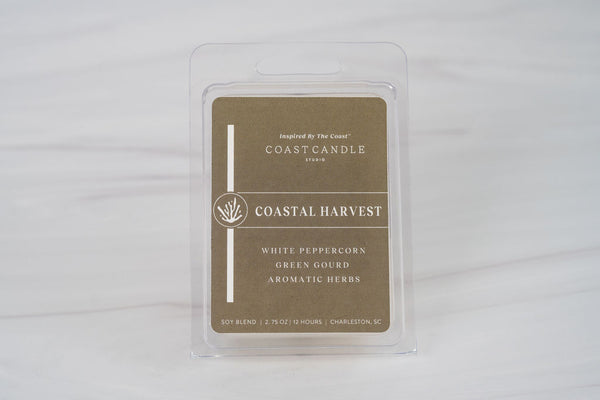 Inspired By The Coast™
COAST CANDLE
STUDIO
COASTAL HARVEST
WHITE PEPPERCORN
GREEN GOURD
AROMATIC HERBS
SOY BLEND | 2.75 OZ | 12 HOURS | CHARLESTON, SC